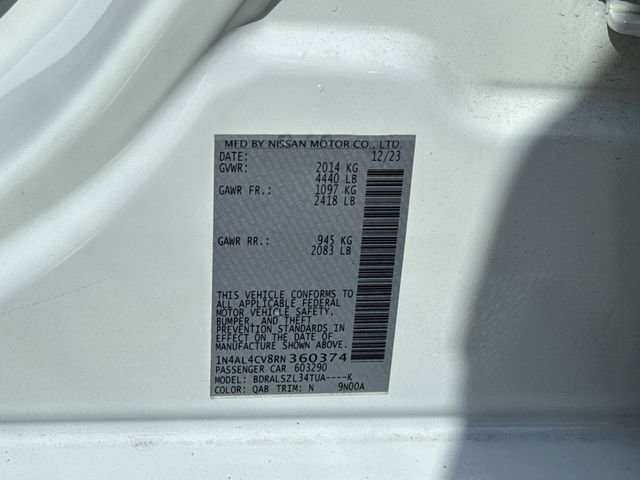 MFD BY NISSAN MOTOR CO., LTD.
DATE: 12/23
GVWR: 2014 KG
4440 LB
GAWR FR.: 1097 KG
2418 LB
GAWR RR.: 945 KG
2083 LB
THIS VEHICLE CONFORMS TO
ALL APPLICABLE FEDERAL
MOTOR VEHICLE SAFETY,
BUMPER, AND THEFT
PREVENTION STANDARDS IN
EFFECT ON THE DATE OF
MANUFACTURE SHOWN ABOVE.
1N4AL4CV8RN360374
PASSENGER CAR 603290
MODEL: BDRALSZL34TUA----K
COLOR: QAB TRIM: N 9N00A